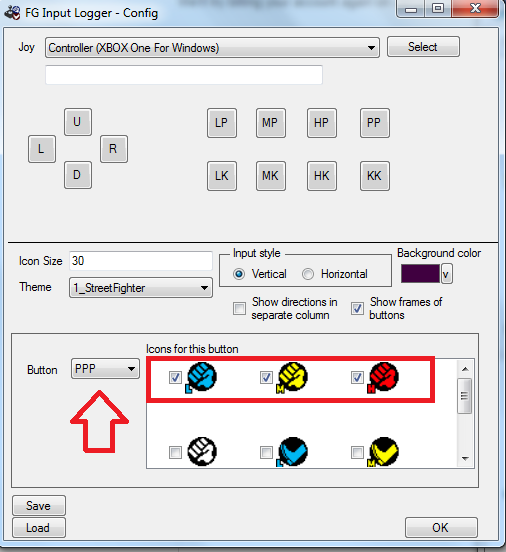 FG Input Logger - Config
Joy Controller (XBOX One For Windows) Select
U
L R
D
LP MP HP PP
LK MK HK KK
Icon Size 30
Theme 1_StreetFighter
Input style
Vertical Horizontal
Background color
v
Show directions in
separate column
Show frames of
buttons
Icons for this button
Button PPP
L M H
L M
Save
Load
OK